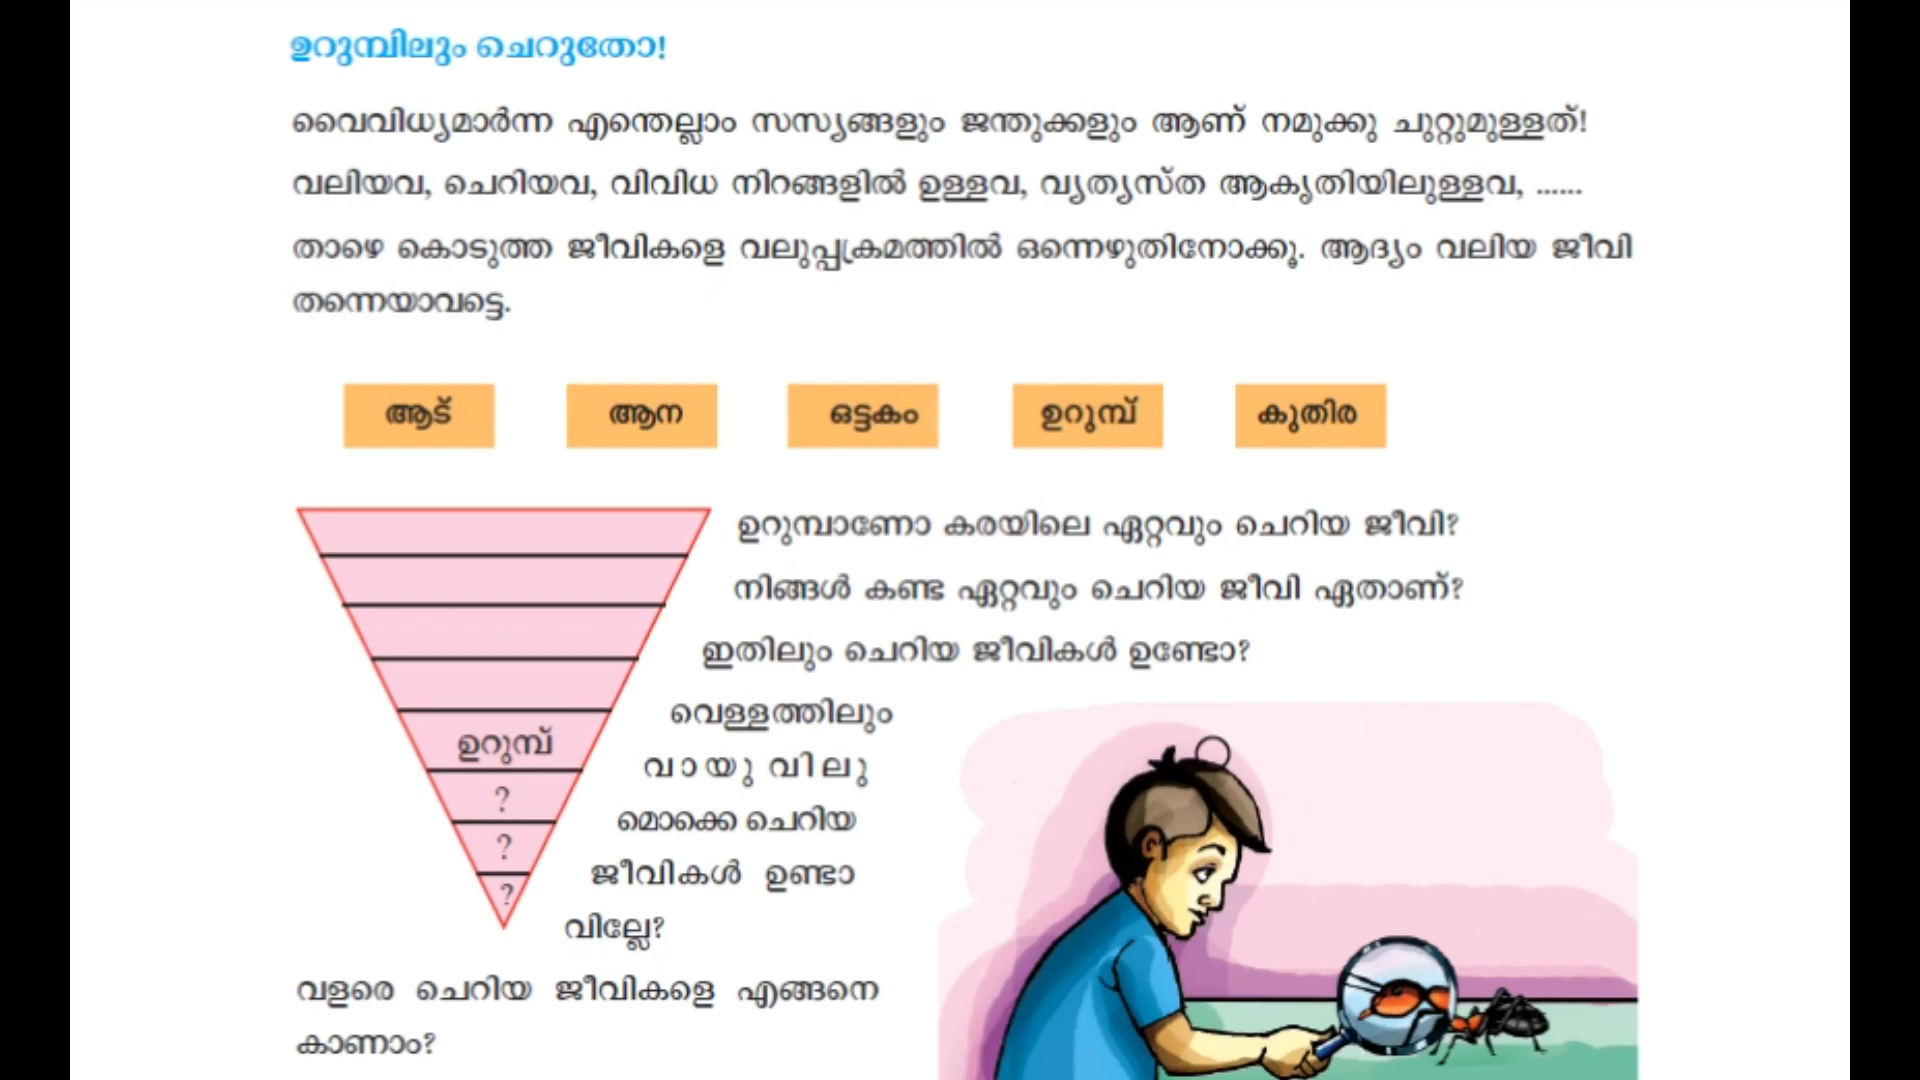 ഉറുമ്പിലും ചെറുതോ!
വൈവിധ്യമാർന്ന എന്തെല്ലാം സസ്യങ്ങളും ജന്തുക്കളും ആണ് നമുക്കു ചുറ്റുമുള്ളത്!
വലിയവ, ചെറിയവ, വിവിധ നിറങ്ങളിൽ ഉള്ളവ, വ്യത്യസ്ത ആകൃതിയിലുള്ളവ, ......
താഴെ കൊടുത്ത ജീവികളെ വലുപ്പക്രമത്തിൽ ഒന്നെഴുതിനോക്കൂ. ആദ്യം വലിയ ജീവി
തന്നെയാവട്ടെ.
ആട് ആന ഒട്ടകം ഉറുമ്പ് കുതിര
ഉറുമ്പാണോ കരയിലെ ഏറ്റവും ചെറിയ ജീവി?
നിങ്ങൾ കണ്ട ഏറ്റവും ചെറിയ ജീവി ഏതാണ്?
ഇതിലും ചെറിയ ജീവികൾ ഉണ്ടോ?
വെള്ളത്തിലും
വായുവിലു
മൊക്കെ ചെറിയ
ജീവികൾ ഉണ്ടാ
വില്ലേ?
ഉറുമ്പ്
?
?
?
വളരെ ചെറിയ ജീവികളെ എങ്ങനെ
കാണാം?